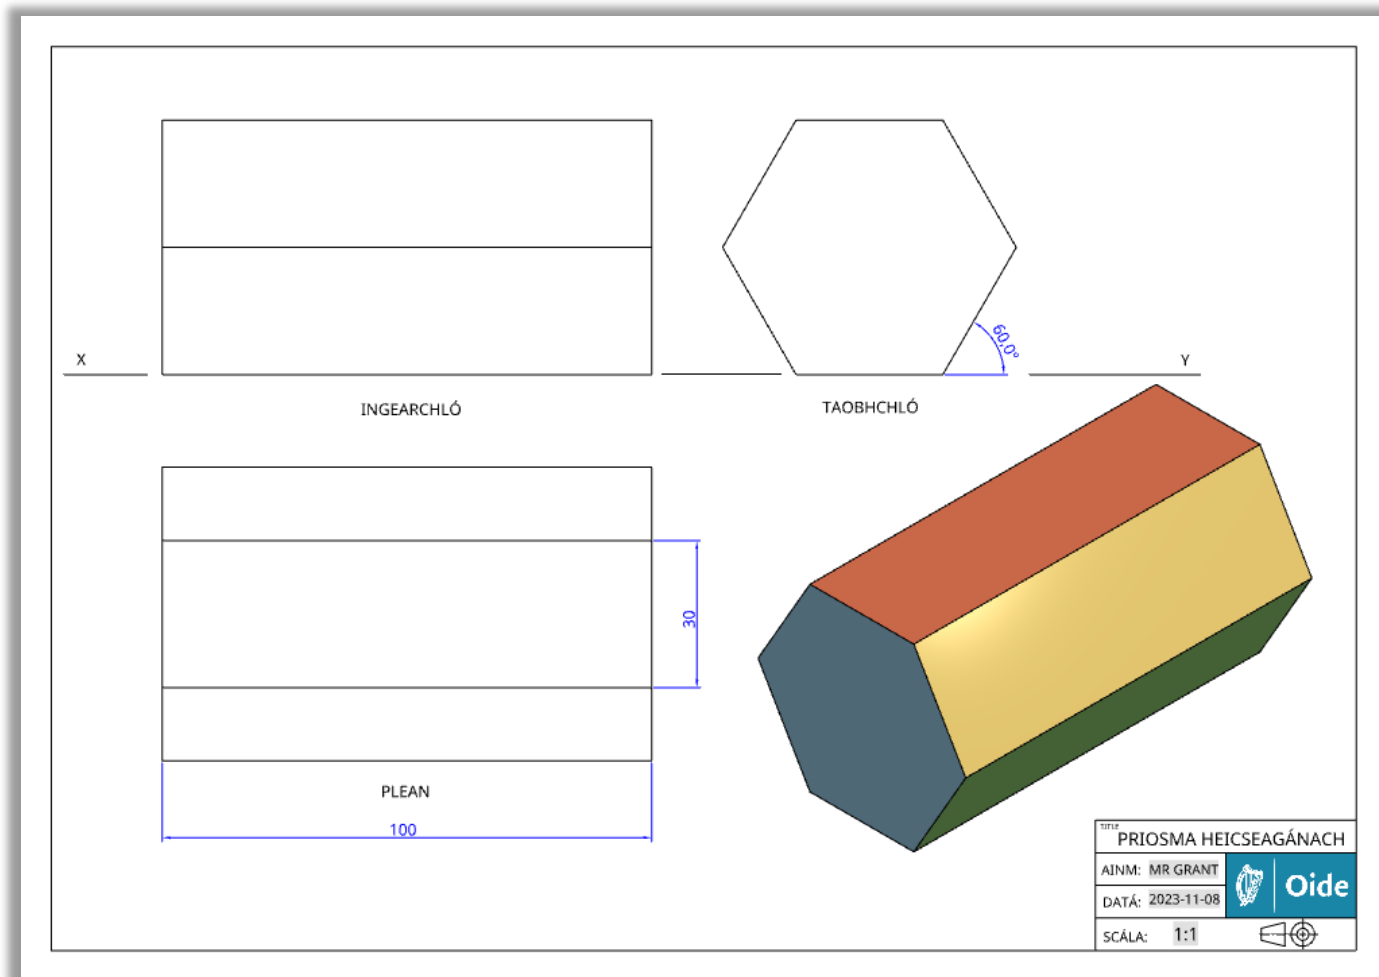 X
Y
60,0°
INGEARCHLÓ
TAOBHCHLÓ
30
PLEAN
100
TITLE
PRIOSMA HEICSEAGÁNACH
AINM: MR GRANT
DATÁ: 2023-11-08
Oide
SCÁLA: 1:1